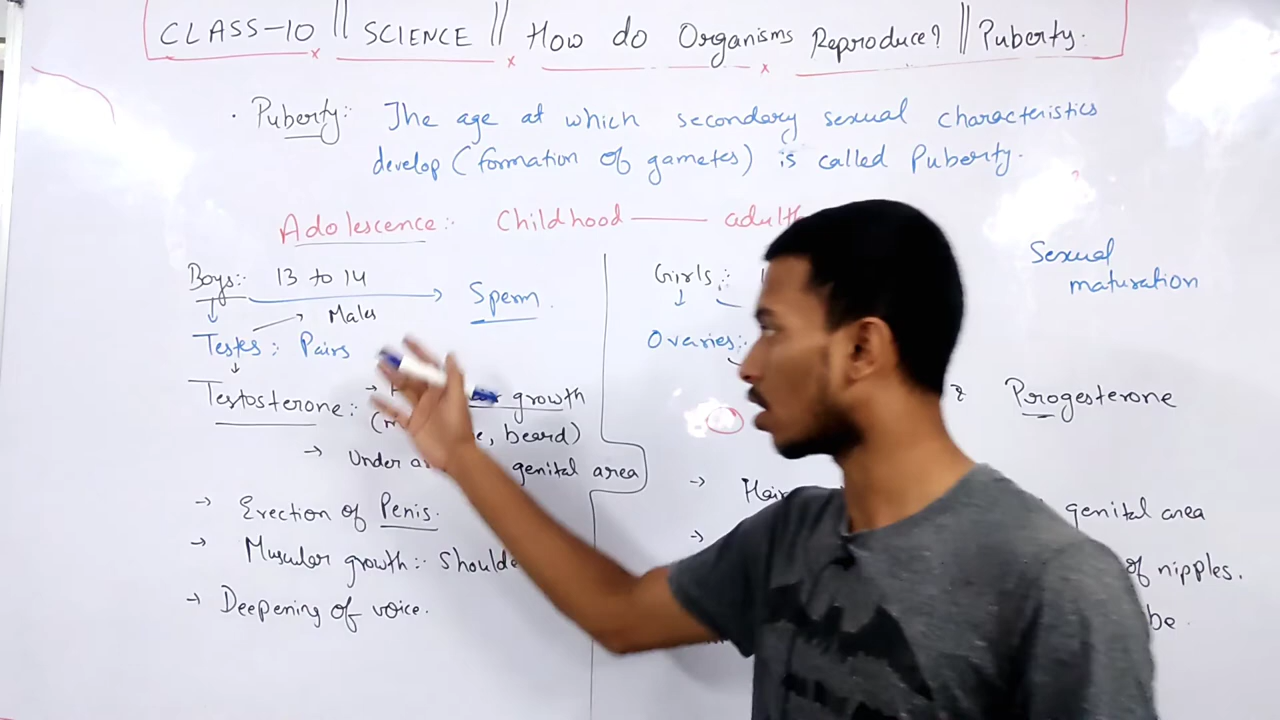 CLASS-10 || SCIENCE || How do Organisms Reproduce? || Puberty.
· Puberty:- The age at which secondary sexual characteristics
develop (formation of gametes) is called Puberty.
Adolescence:- Childhood —
Boys:- 13 to 14 → Sperm.
Males
Testes: Pairs
Testosterone: → growth
beard)
→ Under genital area
→ Erection of Penis.
→ Muscular growth:-
→ Deepening of voice.
Girls:-
Sexual
maturation
Ovaries:-
Progesterone
→ Hair genital area
→ of nipples.
be